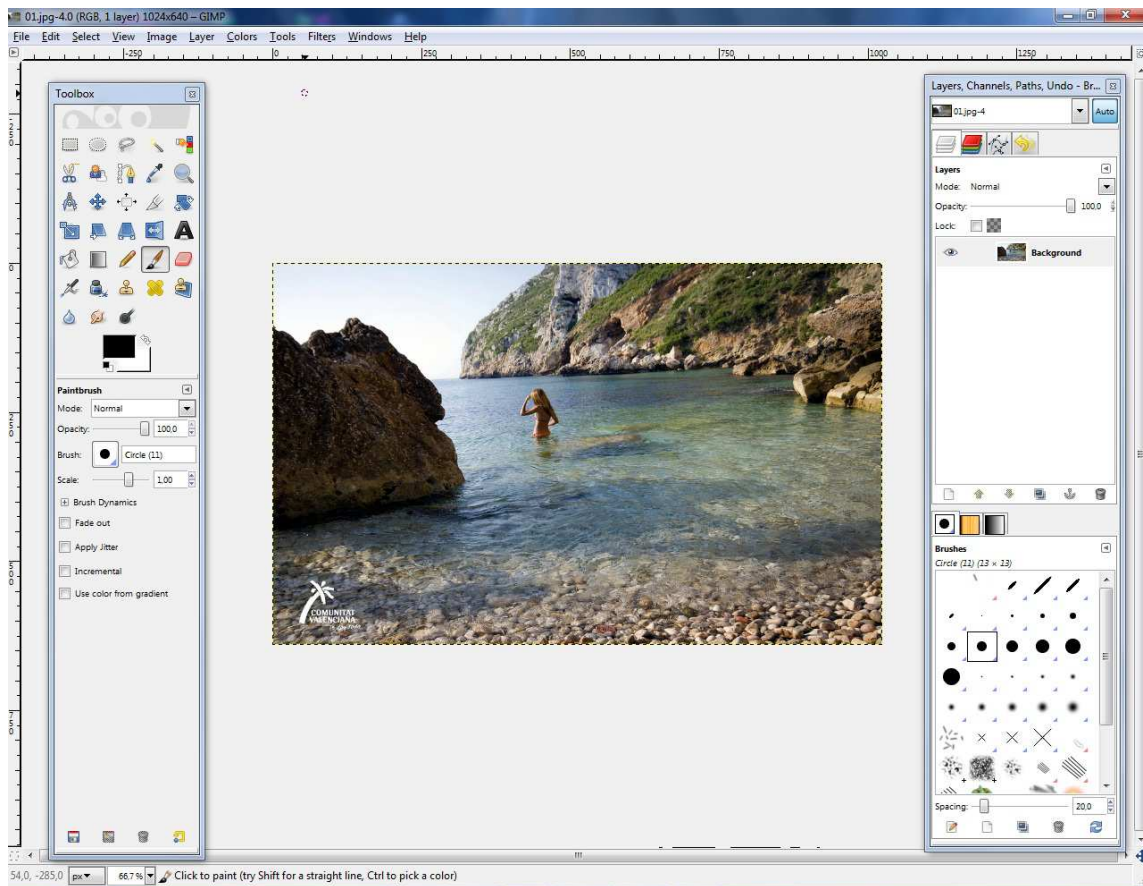 01.jpg-4.0 (RGB, 1 layer) 1024x640 – GIMP
File Edit Select View Image Layer Colors Tools Filters Windows Help
-250 0 250 500 750 1000 1250
Toolbox
Paintbrush
Mode: Normal
Opacity: 100,0
Brush: Circle (11)
Scale: 1,00
Brush Dynamics
Fade out
Apply Jitter
Incremental
Use color from gradient
COMUNITAT
VALENCIANA
Layers, Channels, Paths, Undo - Br...
01.jpg-4 Auto
Layers
Mode: Normal
Opacity: 100,0
Lock:
Background
Brushes
Circle (11) (13 × 13)
Spacing: 20,0
54,0, -285,0 px 66,7 % Click to paint (try Shift for a straight line, Ctrl to pick a color)